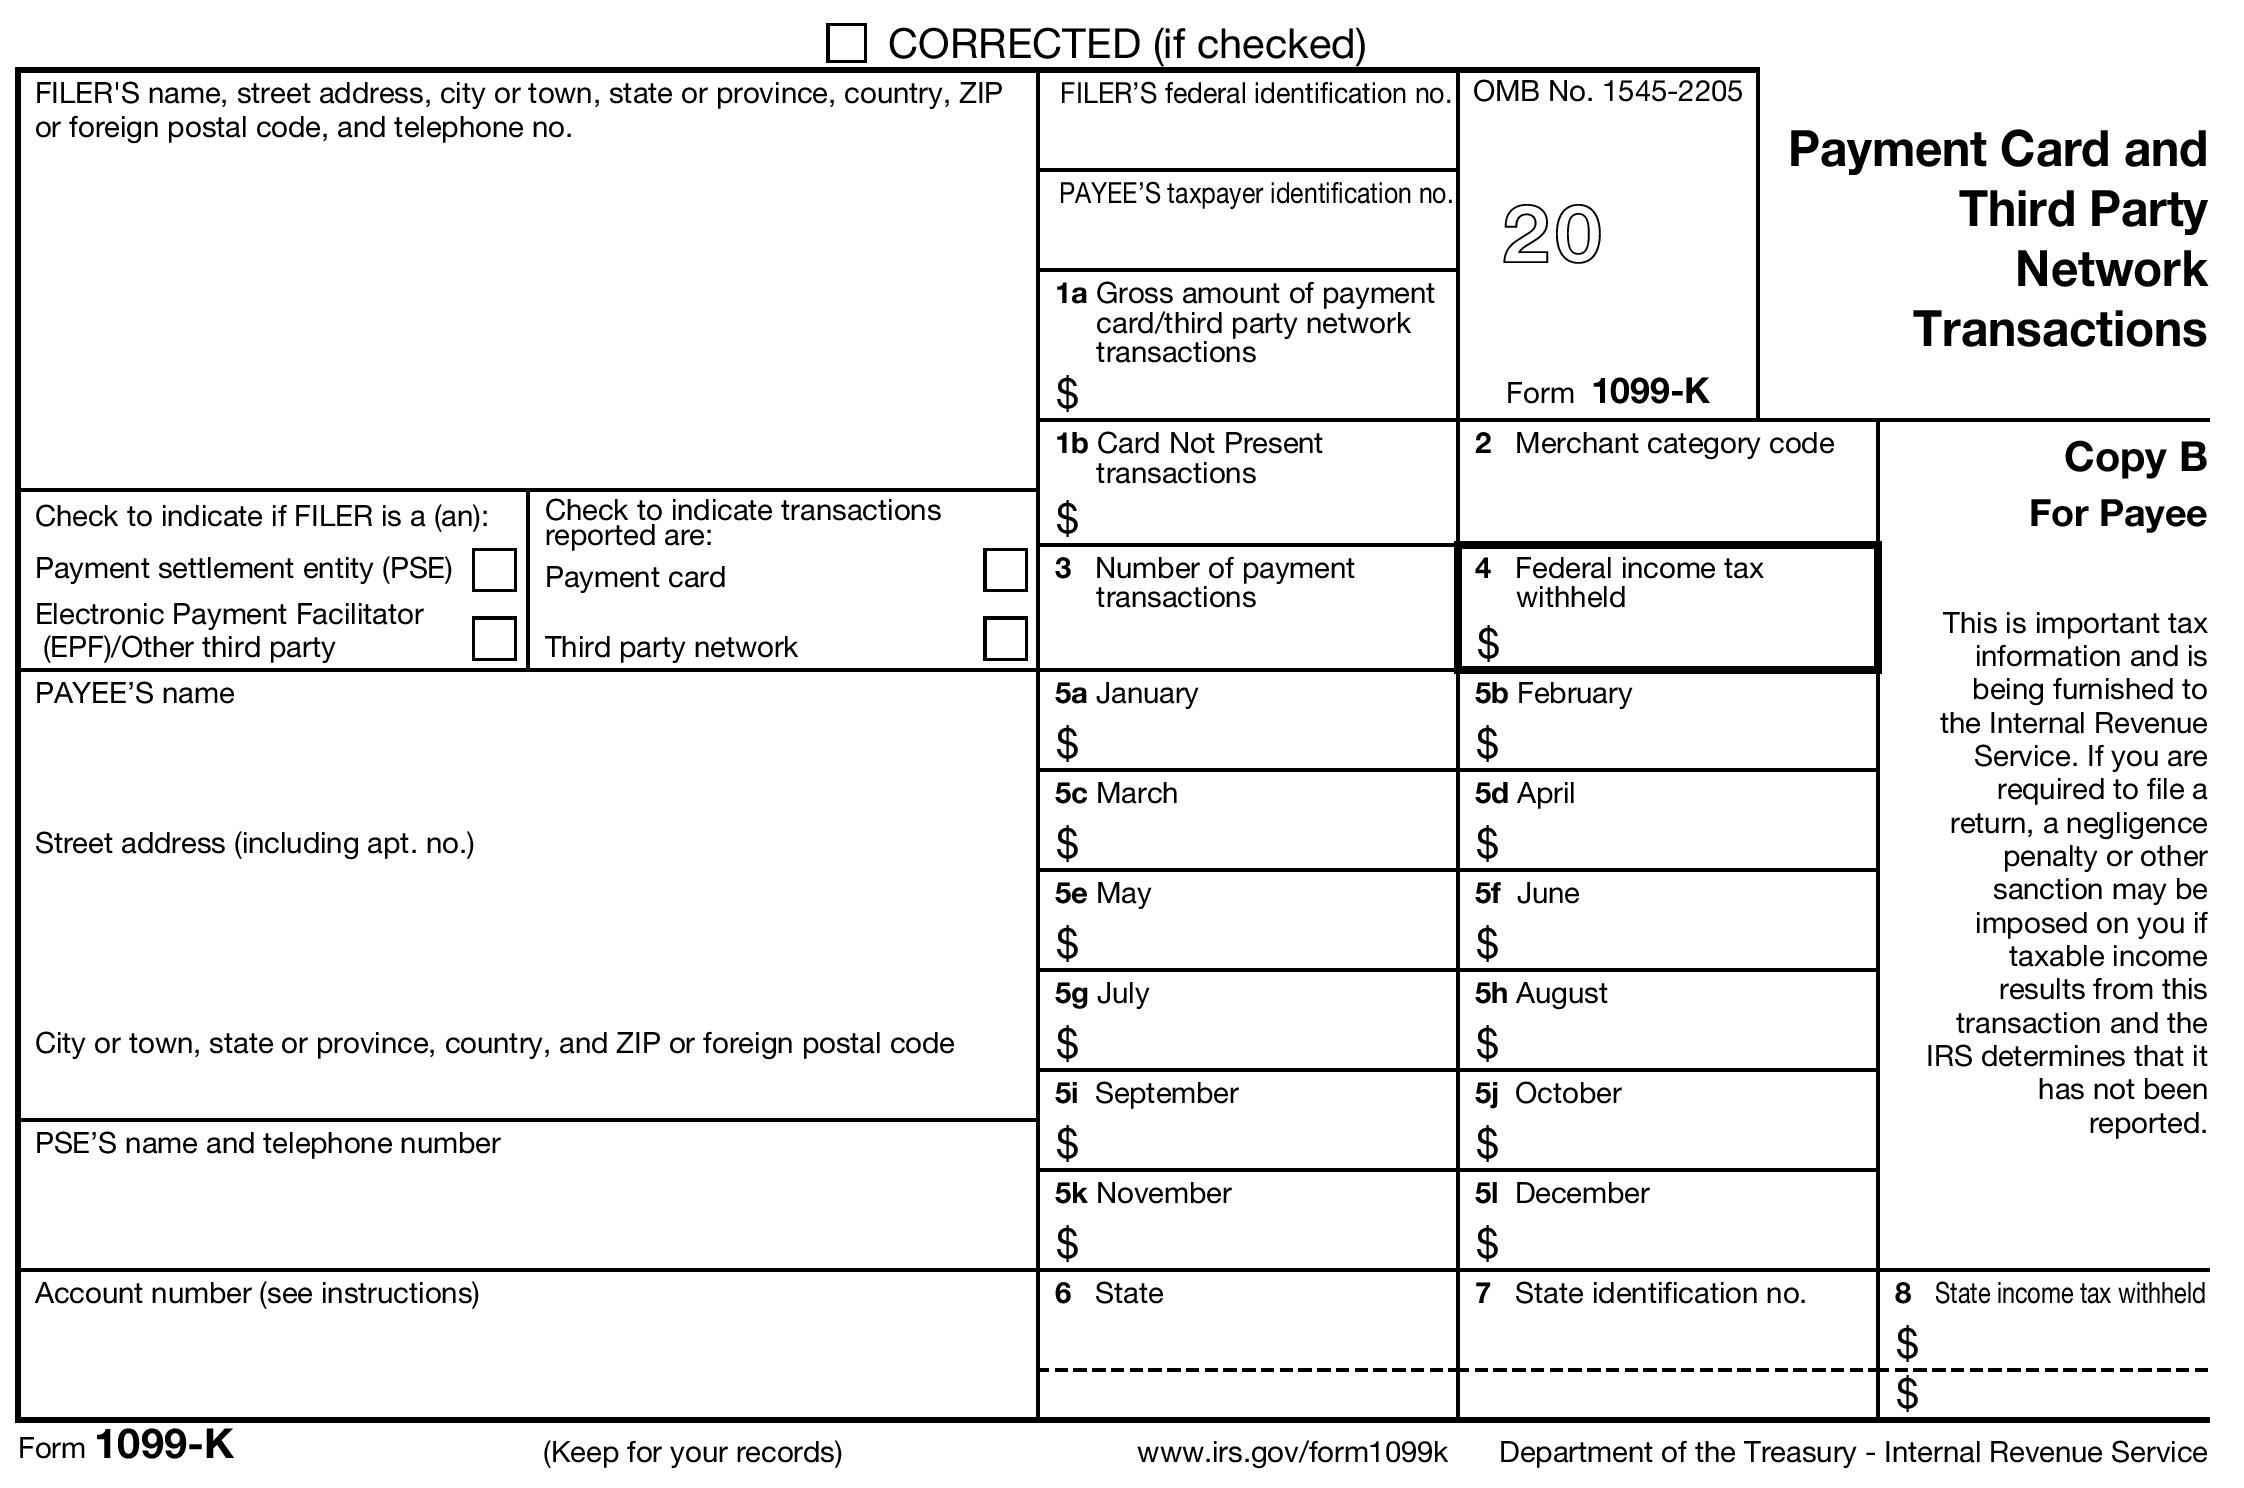 CORRECTED (if checked)
FILER'S name, street address, city or town, state or province, country, ZIP
or foreign postal code, and telephone no.
FILER’S federal identification no.
OMB No. 1545-2205
PAYEE’S taxpayer identification no.
20
Form 1099-K
Payment Card and
Third Party
Network
Transactions
1a Gross amount of payment
card/third party network
transactions
$
1b Card Not Present
transactions
$
2 Merchant category code
Copy B
For Payee
Check to indicate if FILER is a (an):
Payment settlement entity (PSE)
Electronic Payment Facilitator
(EPF)/Other third party
Check to indicate transactions
reported are:
Payment card
Third party network
3 Number of payment
transactions
4 Federal income tax
withheld
$
This is important tax
information and is
being furnished to
the Internal Revenue
Service. If you are
required to file a
return, a negligence
penalty or other
sanction may be
imposed on you if
taxable income
results from this
transaction and the
IRS determines that it
has not been
reported.
PAYEE’S name
Street address (including apt. no.)
City or town, state or province, country, and ZIP or foreign postal code
PSE’S name and telephone number
Account number (see instructions)
5a January
$
5b February
$
5c March
$
5d April
$
5e May
$
5f June
$
5g July
$
5h August
$
5i September
$
5j October
$
5k November
$
5l December
$
6 State
7 State identification no.
8 State income tax withheld
$
$
Form 1099-K
(Keep for your records)
www.irs.gov/form1099k
Department of the Treasury - Internal Revenue Service